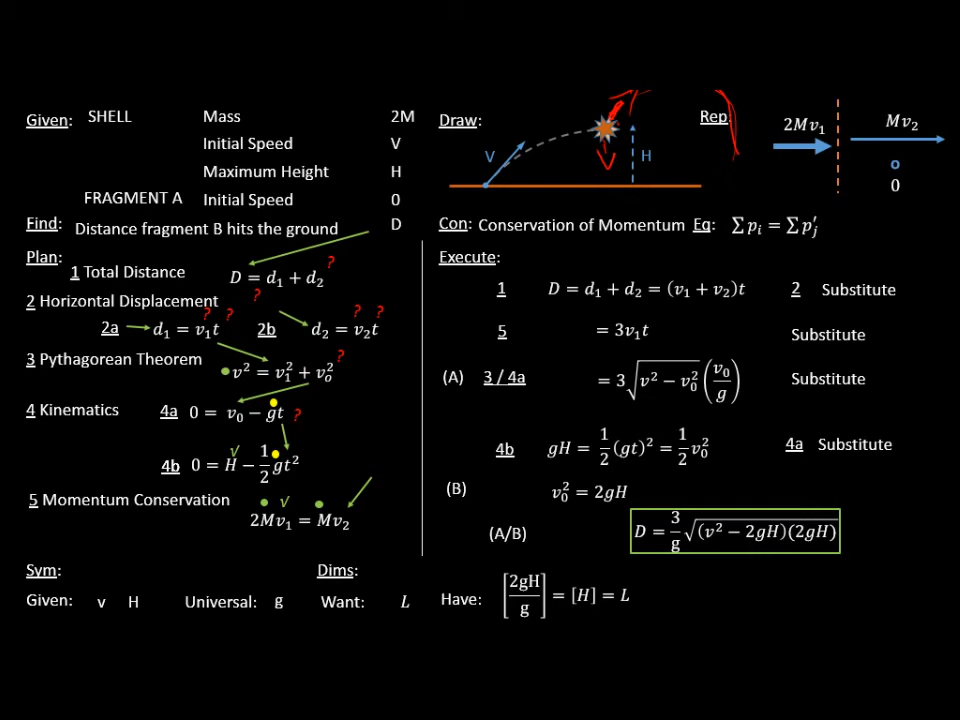 Given: SHELL Mass 2M
Initial Speed V
Maximum Height H
FRAGMENT A Initial Speed 0
Find: Distance fragment B hits the ground D
Plan:
1 Total Distance D = d₁ + d₂ ?
2 Horizontal Displacement ?
2a d₁ = v₁t ? ? 2b d₂ = v₂t ? ?
3 Pythagorean Theorem v² = v₁² + vₒ² ?
4 Kinematics 4a 0 = v₀ − gt ?
4b 0 = H − 1/2 gt² √
5 Momentum Conservation √
2Mv₁ = Mv₂
Sym: Dims:
Given: v H Universal: g Want: L
Draw: V H
Rep: 2Mv₁ Mv₂
o
0
Con: Conservation of Momentum Eq: ∑pᵢ = ∑pⱼ′
Execute:
1 D = d₁ + d₂ = (v₁ + v₂)t 2 Substitute
5 = 3v₁t Substitute
(A) 3 / 4a = 3√(v² − v₀²) (v₀/g) Substitute
4b gH = 1/2 (gt)² = 1/2 v₀² 4a Substitute
(B) v₀² = 2gH
(A/B) D = 3/g √((v² − 2gH)(2gH))
Have: [2gH/g] = [H] = L